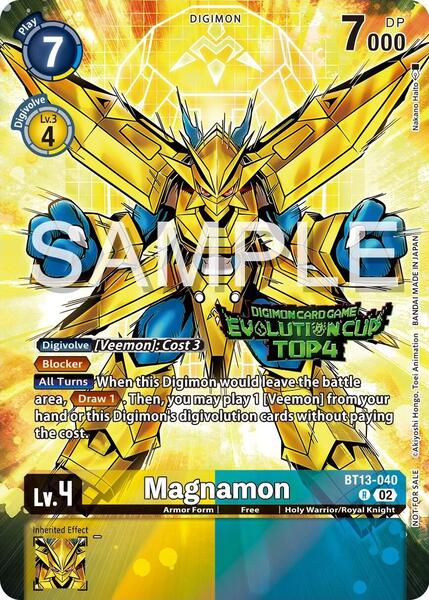 Play
7
DIGIMON
7000
DP
Digivolve
Lv.3
4
Nakano Haito
SAMPLE
DIGIMON CARD GAME
EVOLUTION CUP
TOP4
Digivolve [Veemon]: Cost 3
Blocker
All Turns When this Digimon would leave the battle
area, Draw 1. Then, you may play 1 [Veemon] from your
hand or this Digimon's digivolution cards without paying
the cost.
©Akiyoshi Hongo, Toei Animation BANDAI MADE IN JAPAN
NOT FOR SALE
Lv.4
Magnamon
BT13-040
R 02
Armor Form | Free | Holy Warrior/Royal Knight
Inherited Effect
–